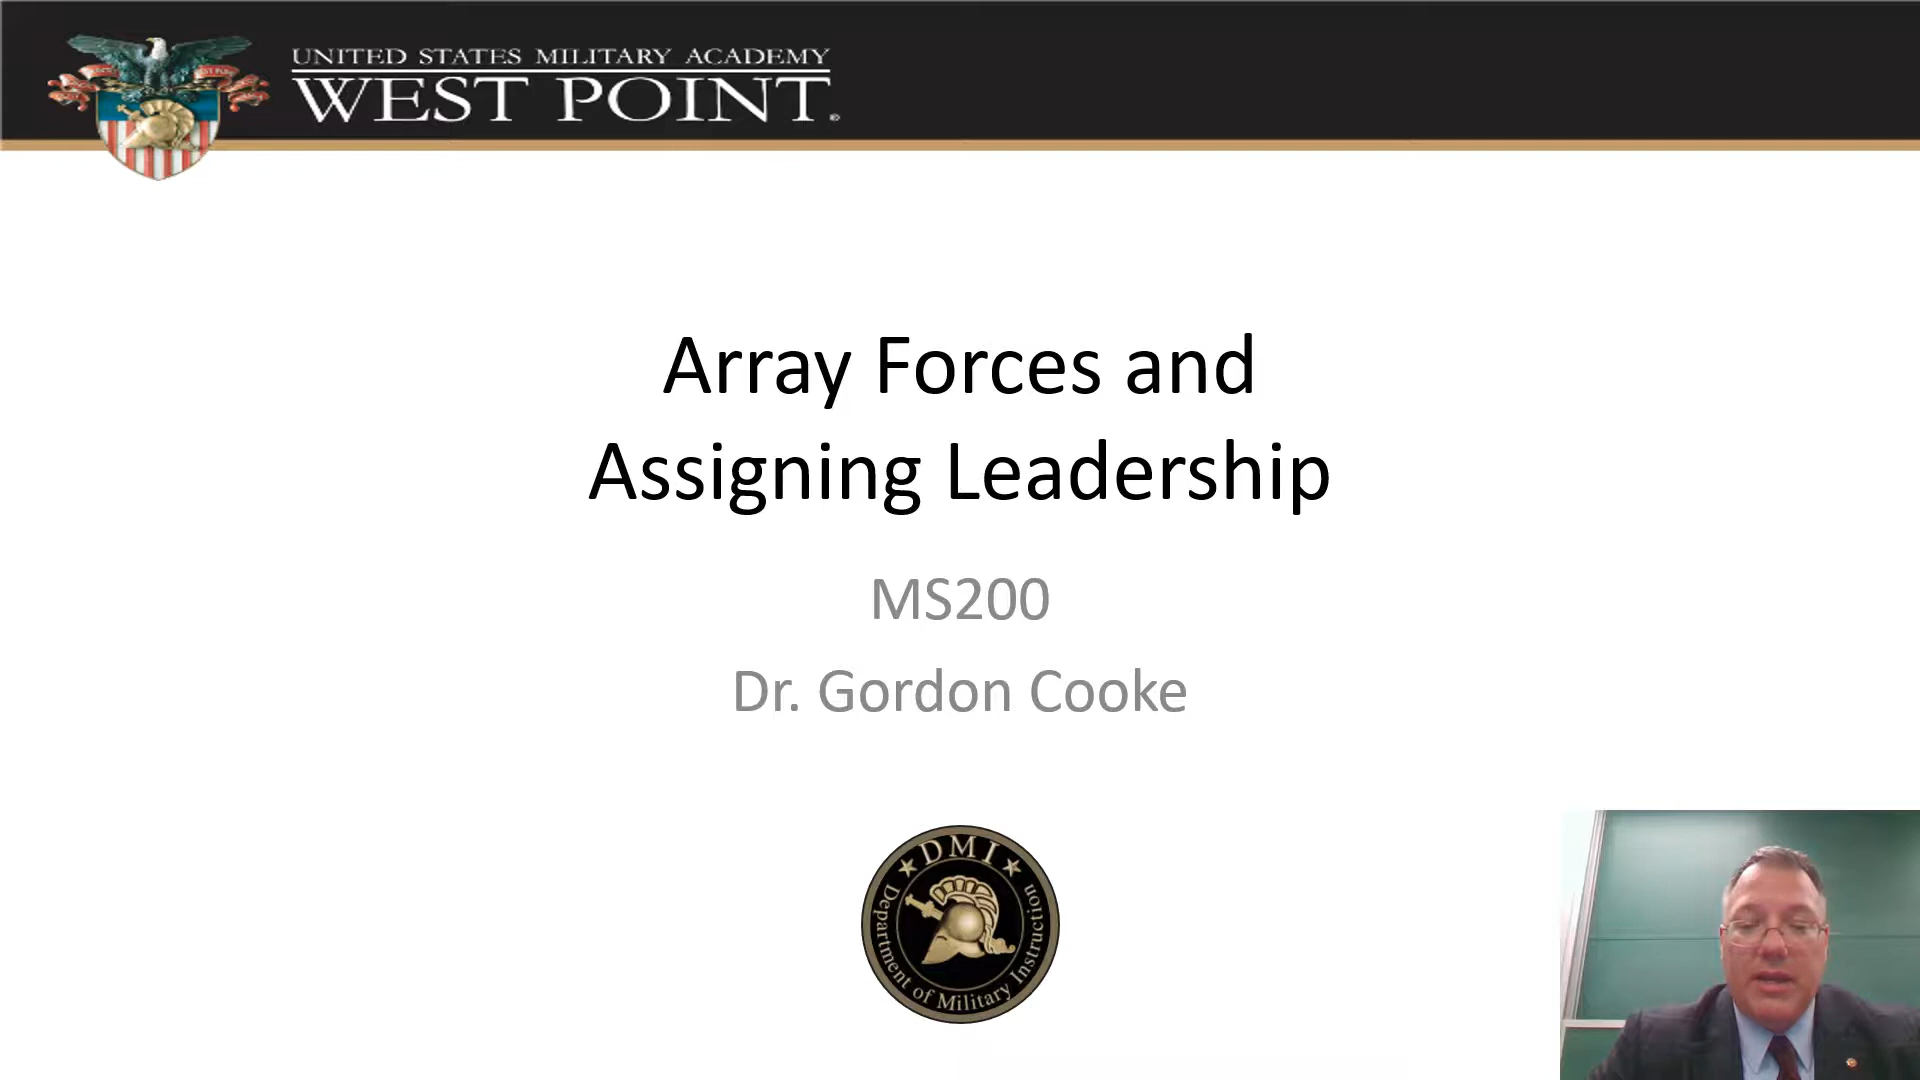 UNITED STATES MILITARY ACADEMY
WEST POINT®
Array Forces and
Assigning Leadership
MS200
Dr. Gordon Cooke
DMI
Department of Military Instruction